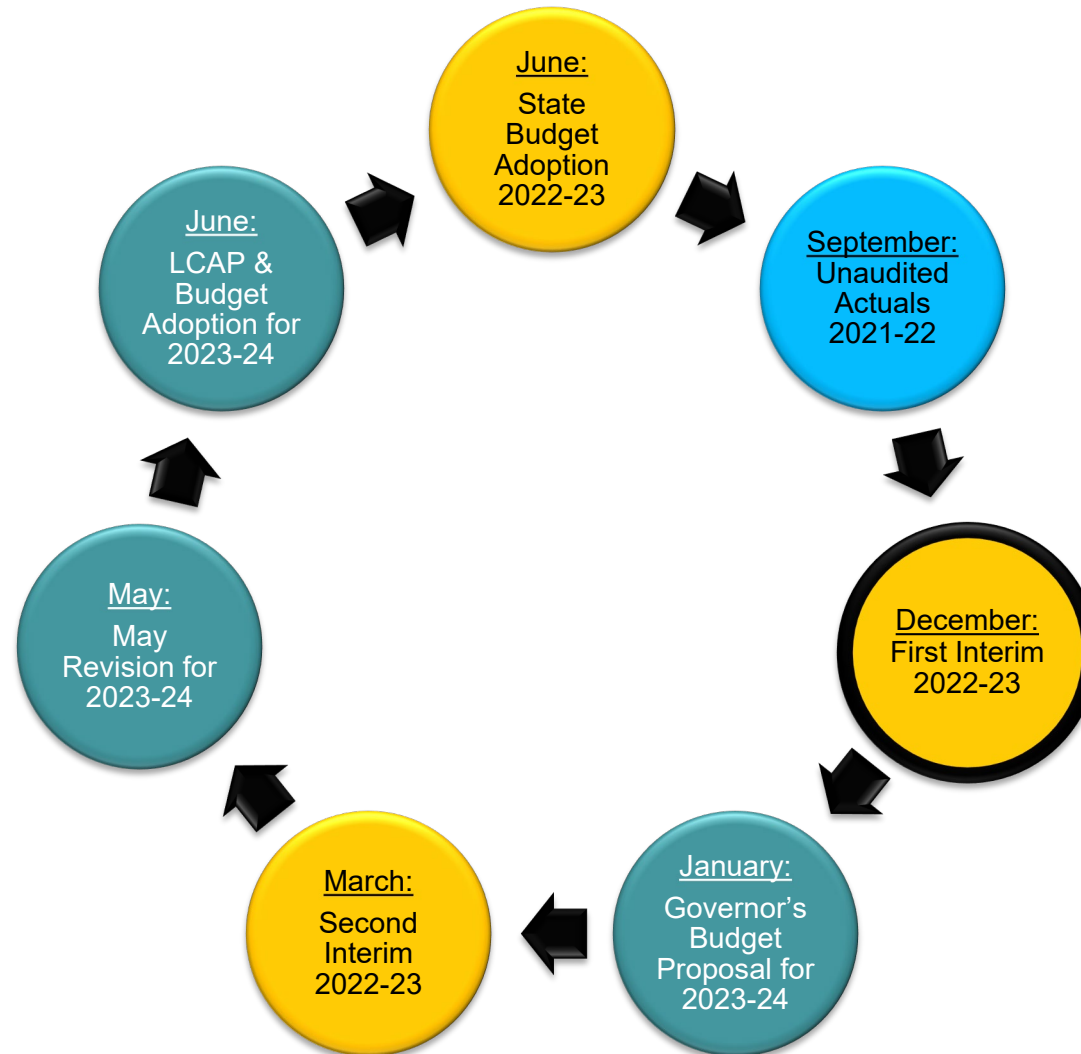 June:
State
Budget
Adoption
2022-23
September:
Unaudited
Actuals
2021-22
December:
First Interim
2022-23
January:
Governor’s
Budget
Proposal for
2023-24
March:
Second
Interim
2022-23
May:
May
Revision for
2023-24
June:
LCAP &
Budget
Adoption for
2023-24